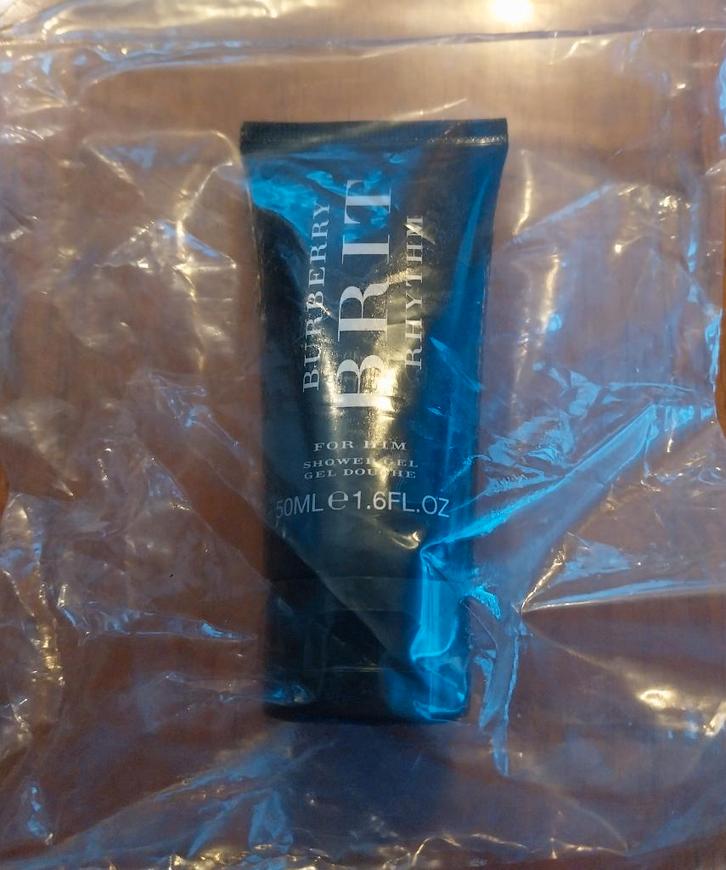 BURBERRY
BRIT
RHYTHM
FOR HIM
SHOWER GEL
GEL DOUCHE
50ML ℮ 1.6FL.OZ